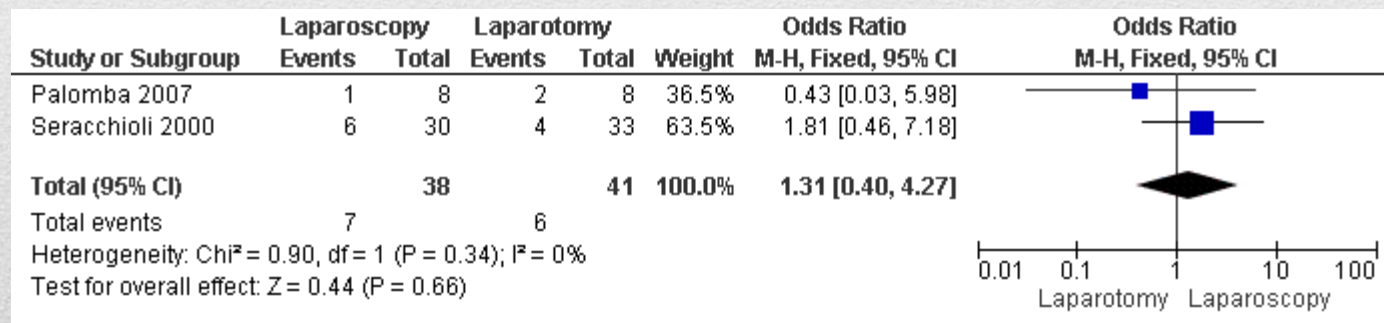 Laparoscopy Laparotomy Odds Ratio Odds Ratio
Study or Subgroup Events Total Events Total Weight M-H, Fixed, 95% CI M-H, Fixed, 95% CI
Palomba 2007 1 8 2 8 36.5% 0.43 [0.03, 5.98]
Seracchioli 2000 6 30 4 33 63.5% 1.81 [0.46, 7.18]
Total (95% CI) 38 41 100.0% 1.31 [0.40, 4.27]
Total events 7 6
Heterogeneity: Chi² = 0.90, df = 1 (P = 0.34); I² = 0%
Test for overall effect: Z = 0.44 (P = 0.66)
0.01 0.1 1 10 100
Laparotomy Laparoscopy